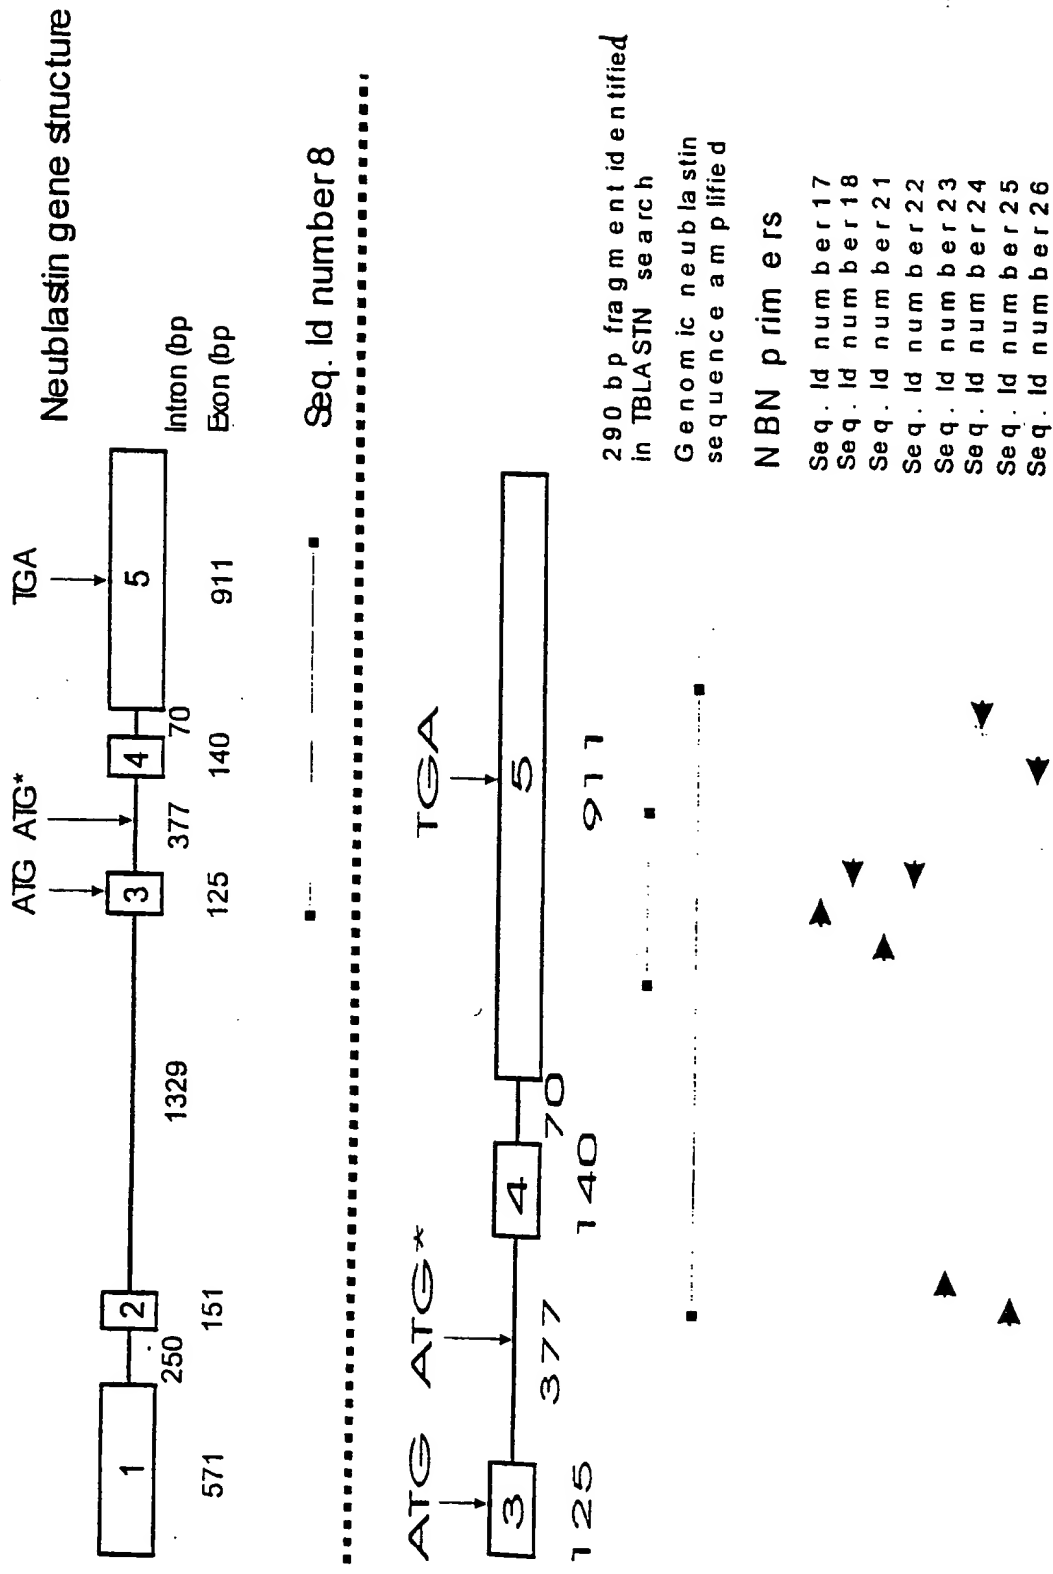 Neublastin gene structure
ATG ATG* TGA
1 2 3 4 5
250 1329 377 70 Intron (bp
571 151 125 140 911 Exon (bp
Seq. Id number 8
ATG ATG* TGA
3 4 5
377 70
125 140 911
290 bp fragment identified
in TBLASTN search
Genomic neublastin
sequence amplified
NBN primers
Seq. Id number 17
Seq. Id number 18
Seq. Id number 21
Seq. Id number 22
Seq. Id number 23
Seq. Id number 24
Seq. Id number 25
Seq. Id number 26